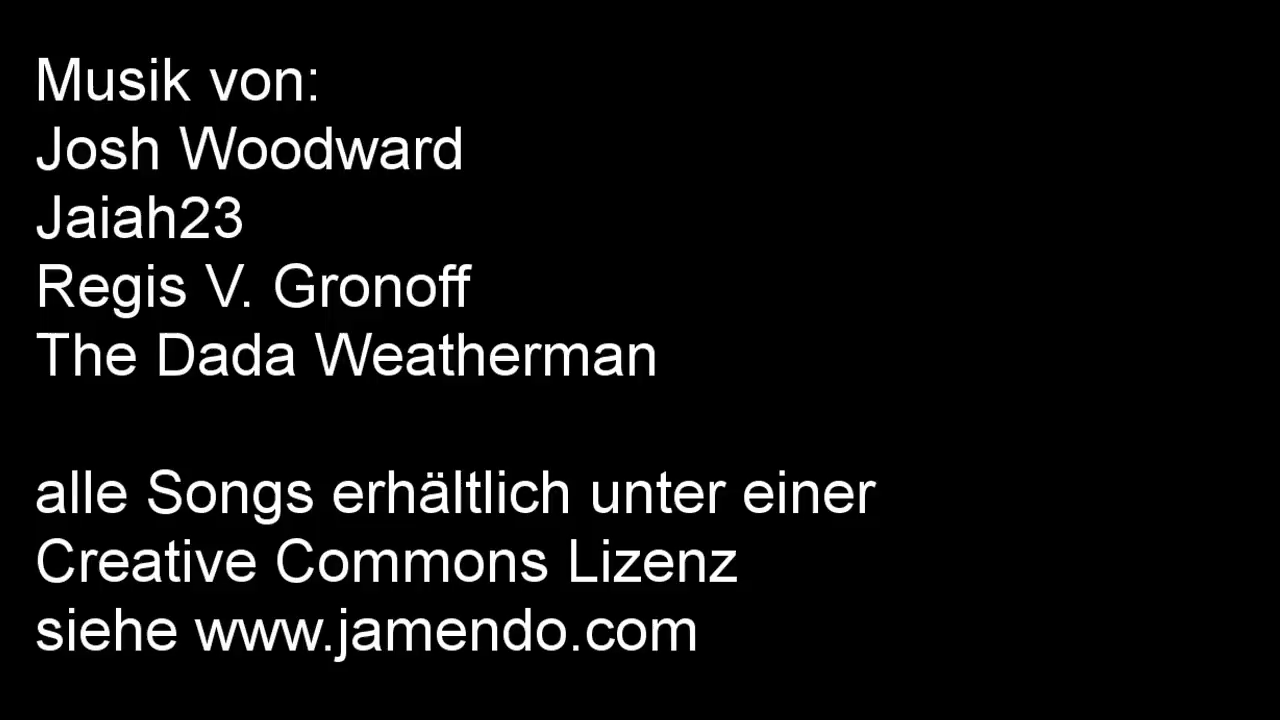 Musik von:
Josh Woodward
Jaiah23
Regis V. Gronoff
The Dada Weatherman
alle Songs erhältlich unter einer
Creative Commons Lizenz
siehe www.jamendo.com